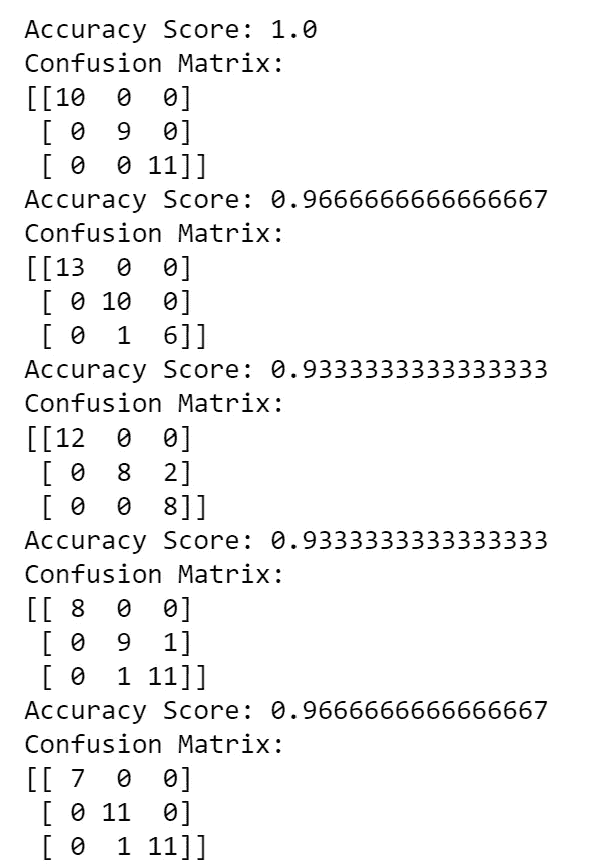 Accuracy Score: 1.0
Confusion Matrix:
[[10  0  0]
 [ 0  9  0]
 [ 0  0 11]]
Accuracy Score: 0.9666666666666667
Confusion Matrix:
[[13  0  0]
 [ 0 10  0]
 [ 0  1  6]]
Accuracy Score: 0.9333333333333333
Confusion Matrix:
[[12  0  0]
 [ 0  8  2]
 [ 0  0  8]]
Accuracy Score: 0.9333333333333333
Confusion Matrix:
[[ 8  0  0]
 [ 0  9  1]
 [ 0  1 11]]
Accuracy Score: 0.9666666666666667
Confusion Matrix:
[[ 7  0  0]
 [ 0 11  0]
 [ 0  1 11]]